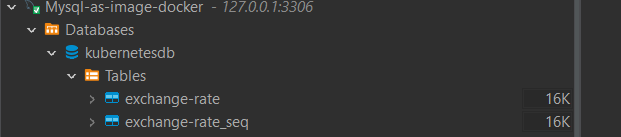 Mysql-as-image-docker - 127.0.0.1:3306
Databases
kubernetesdb
Tables
exchange-rate 16K
exchange-rate_seq 16K